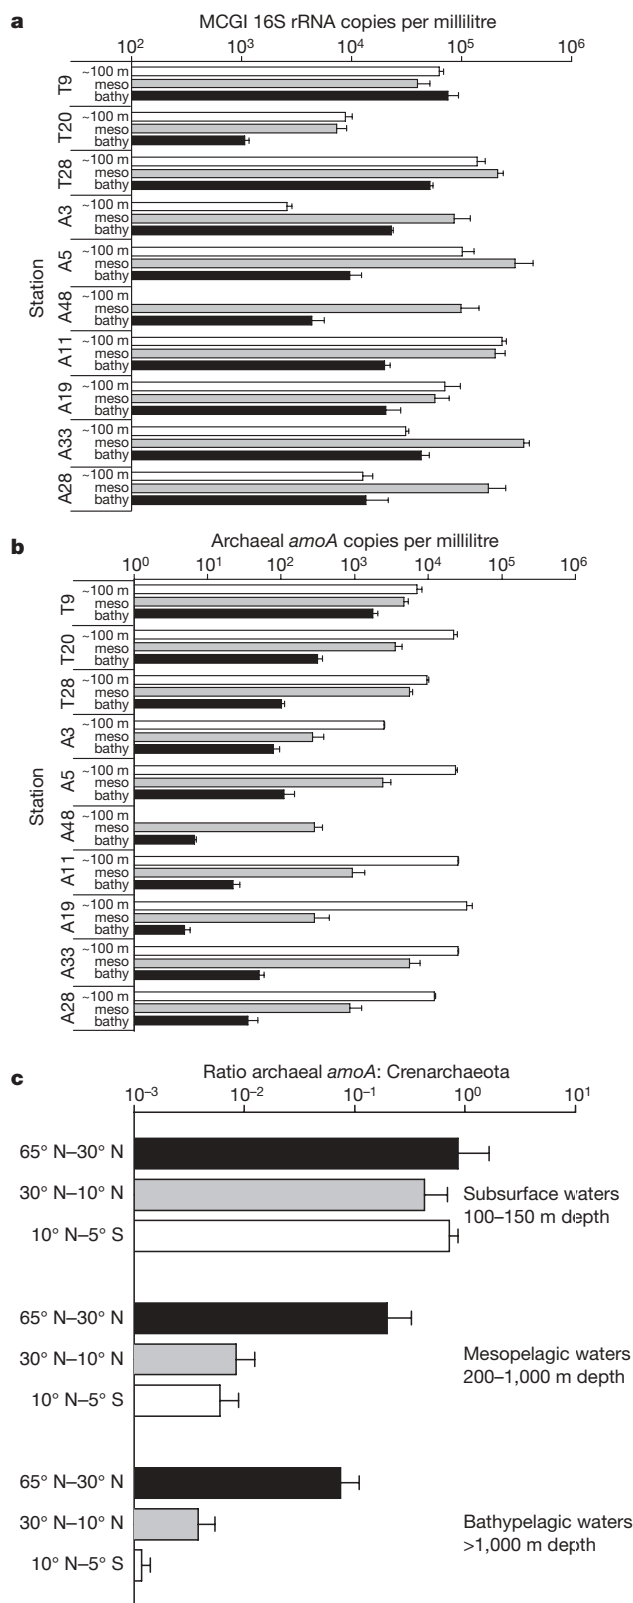 a
MCGI 16S rRNA copies per millilitre
10² 10³ 10⁴ 10⁵ 10⁶
Station
T9
~100 m
meso
bathy
T20
~100 m
meso
bathy
T28
~100 m
meso
bathy
A3
~100 m
meso
bathy
A5
~100 m
meso
bathy
A48
~100 m
meso
bathy
A11
~100 m
meso
bathy
A19
~100 m
meso
bathy
A33
~100 m
meso
bathy
A28
~100 m
meso
bathy
b
Archaeal amoA copies per millilitre
10⁰ 10¹ 10² 10³ 10⁴ 10⁵ 10⁶
Station
T9
~100 m
meso
bathy
T20
~100 m
meso
bathy
T28
~100 m
meso
bathy
A3
~100 m
meso
bathy
A5
~100 m
meso
bathy
A48
~100 m
meso
bathy
A11
~100 m
meso
bathy
A19
~100 m
meso
bathy
A33
~100 m
meso
bathy
A28
~100 m
meso
bathy
c
Ratio archaeal amoA: Crenarchaeota
10⁻³ 10⁻² 10⁻¹ 10⁰ 10¹
65° N–30° N
30° N–10° N
10° N–5° S
Subsurface waters
100–150 m depth
65° N–30° N
30° N–10° N
10° N–5° S
Mesopelagic waters
200–1,000 m depth
65° N–30° N
30° N–10° N
10° N–5° S
Bathypelagic waters
>1,000 m depth